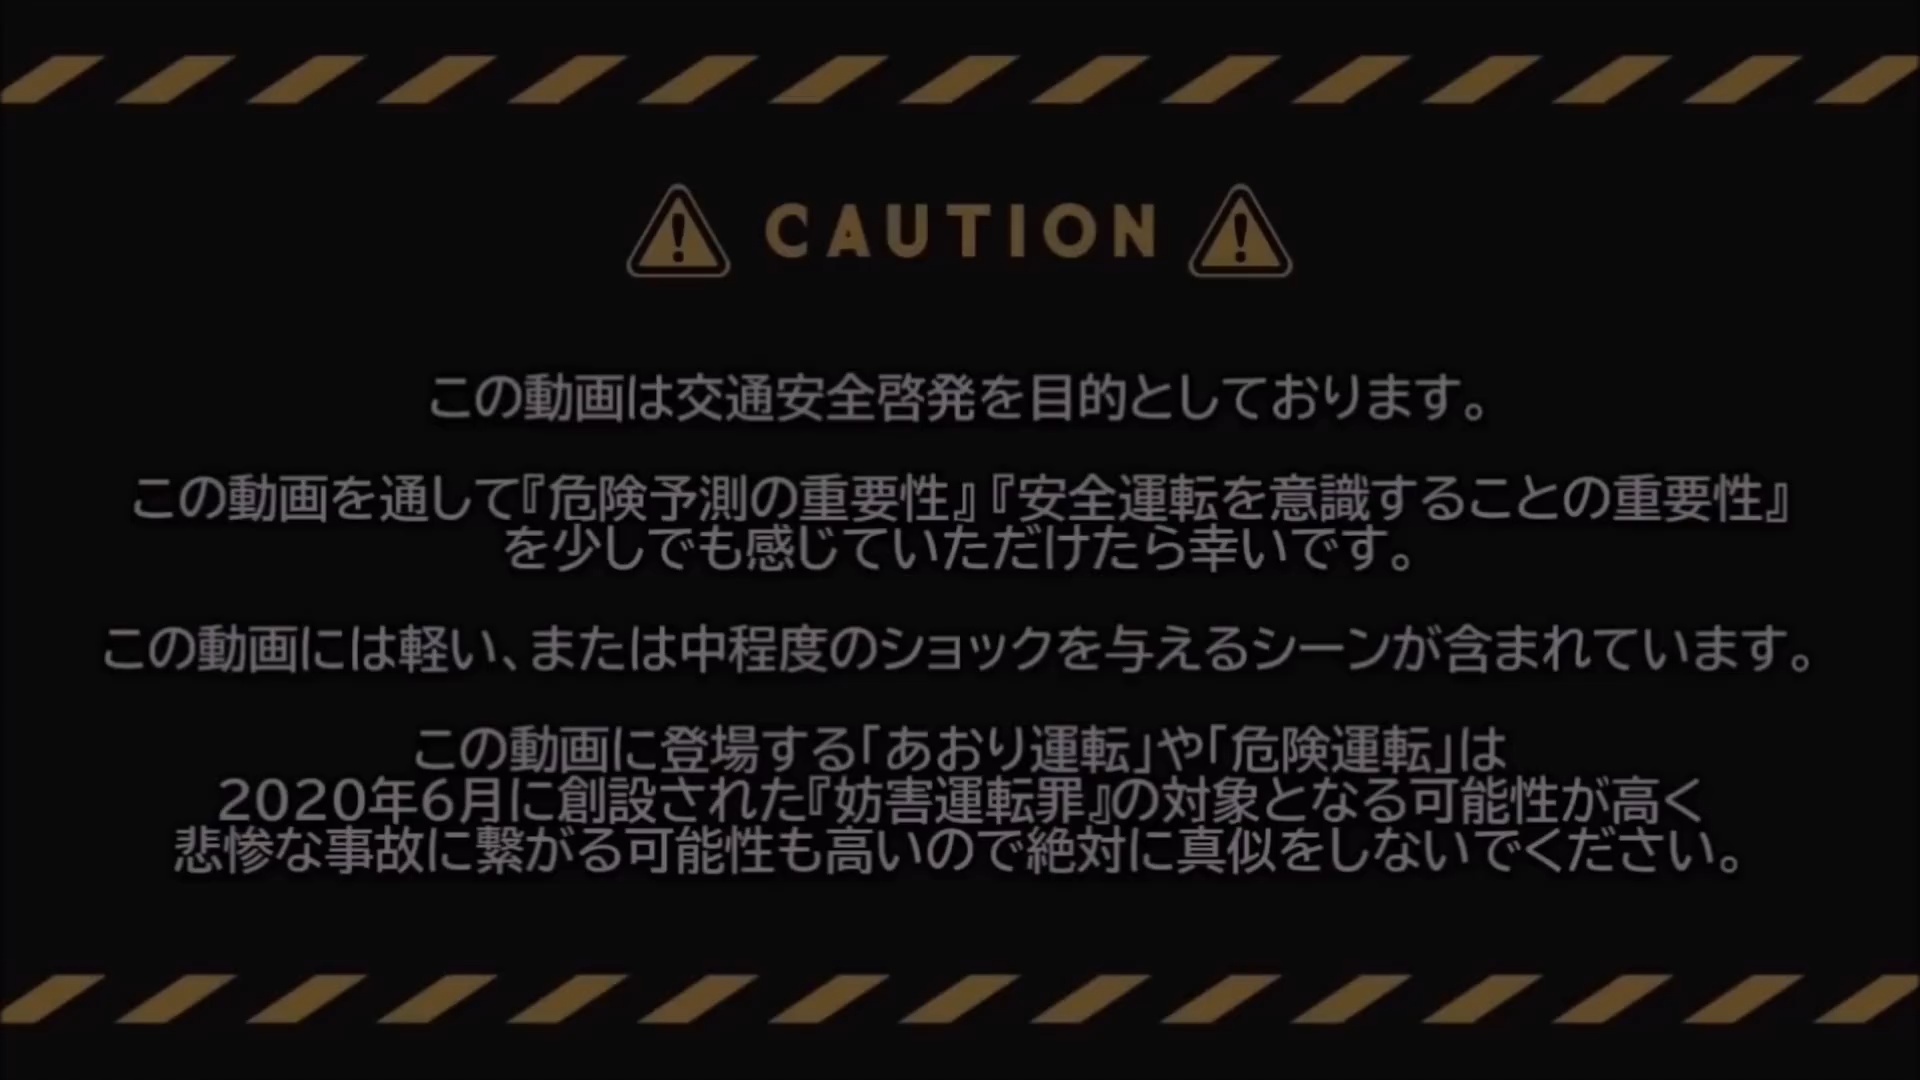 CAUTION
この動画は交通安全啓発を目的としております。
この動画を通して『危険予測の重要性』『安全運転を意識することの重要性』
を少しでも感じていただけたら幸いです。
この動画には軽い、または中程度のショックを与えるシーンが含まれています。
この動画に登場する「あおり運転」や「危険運転」は
2020年6月に創設された『妨害運転罪』の対象となる可能性が高く
悲惨な事故に繋がる可能性も高いので絶対に真似をしないでください。